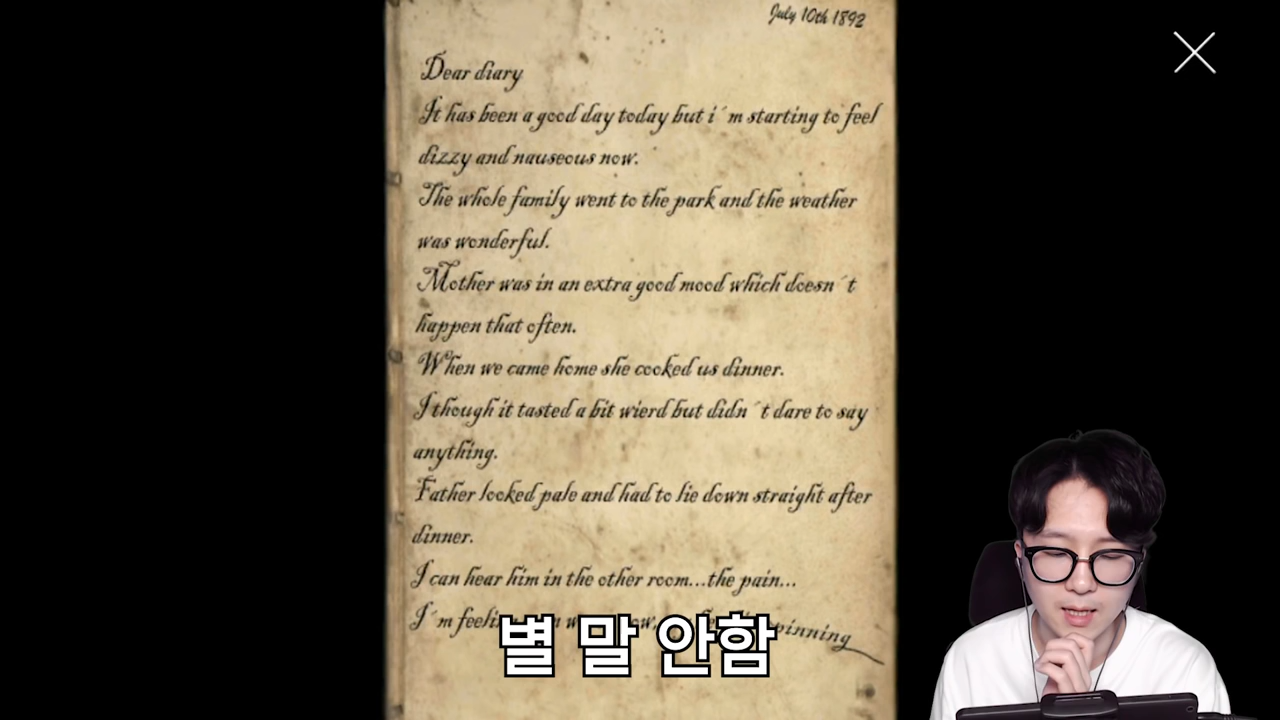 July 10th 1892
Dear diary
It has been a good day today but i´m starting to feel
dizzy and nauseous now.
The whole family went to the park and the weather
was wonderful.
Mother was in an extra good mood which doesn´t
happen that often.
When we came home she cooked us dinner.
I though it tasted a bit wierd but didn´t dare to say
anything.
Father looked pale and had to lie down straight after
dinner.
I can hear him in the other room...the pain...
I´m spinning
별 말 안함